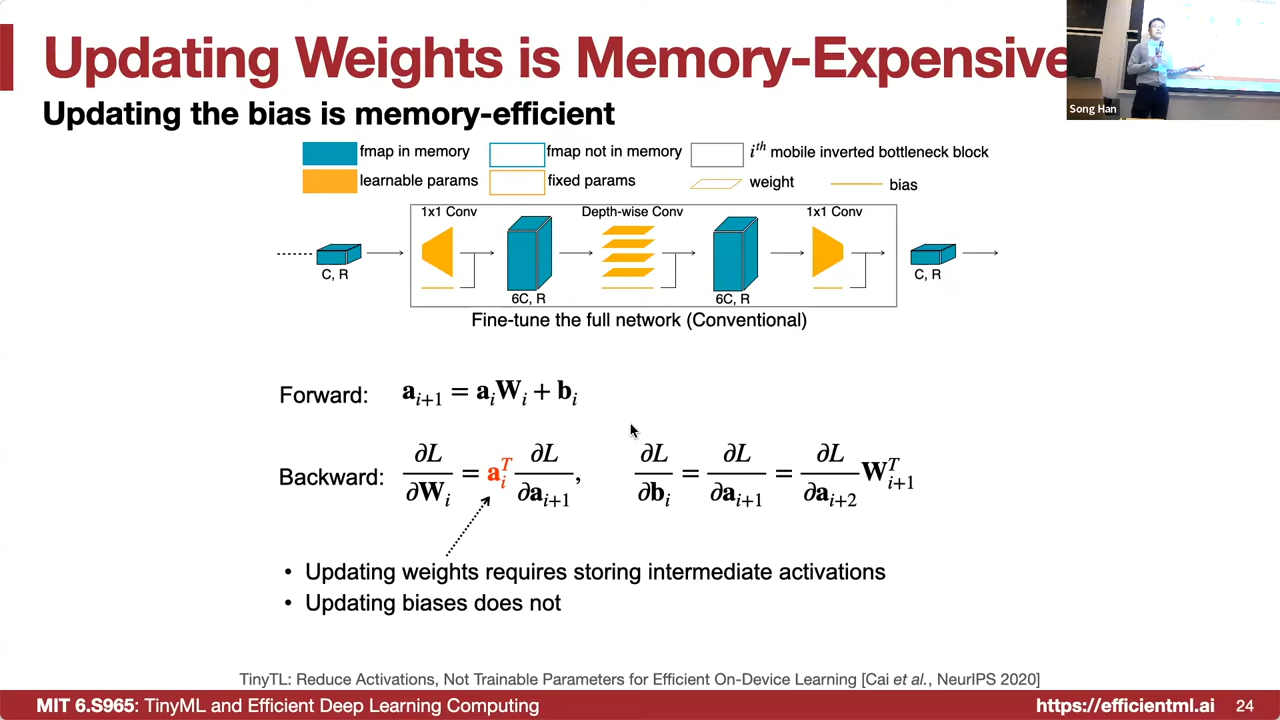 Updating Weights is Memory-Expensive
Song Han
Updating the bias is memory-efficient
fmap in memory fmap not in memory iᵗʰ mobile inverted bottleneck block
learnable params fixed params weight bias
1x1 Conv Depth-wise Conv 1x1 Conv
C, R 6C, R 6C, R C, R
Fine-tune the full network (Conventional)
Forward: aᵢ₊₁ = aᵢWᵢ + bᵢ
Backward: ∂L/∂Wᵢ = aᵢᵀ ∂L/∂aᵢ₊₁, ∂L/∂bᵢ = ∂L/∂aᵢ₊₁ = ∂L/∂aᵢ₊₂ Wᵢ₊₁ᵀ
• Updating weights requires storing intermediate activations
• Updating biases does not
TinyTL: Reduce Activations, Not Trainable Parameters for Efficient On-Device Learning [Cai et al., NeurIPS 2020]
MIT 6.S965: TinyML and Efficient Deep Learning Computing https://efficientml.ai 24